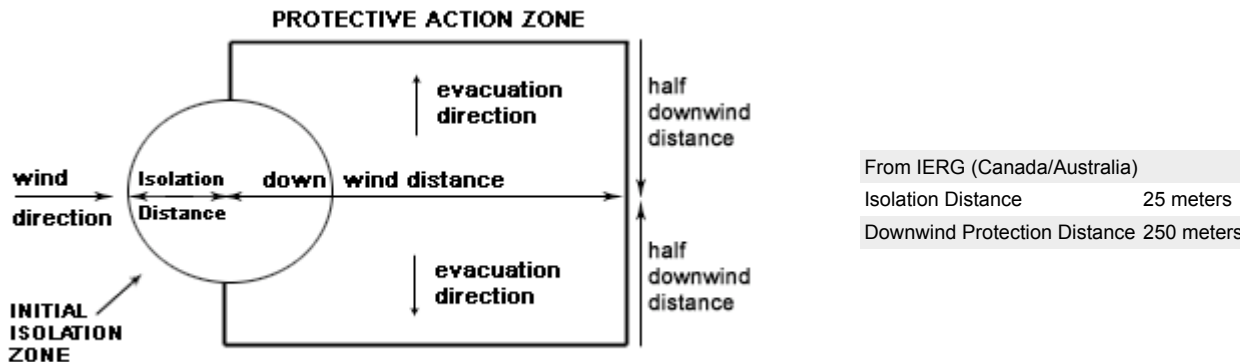 PROTECTIVE ACTION ZONE
evacuation
direction
half
downwind
distance
wind
direction
Isolation
Distance
down wind distance
evacuation
direction
half
downwind
distance
INITIAL
ISOLATION
ZONE
From IERG (Canada/Australia)
Isolation Distance 25 meters
Downwind Protection Distance 250 meters